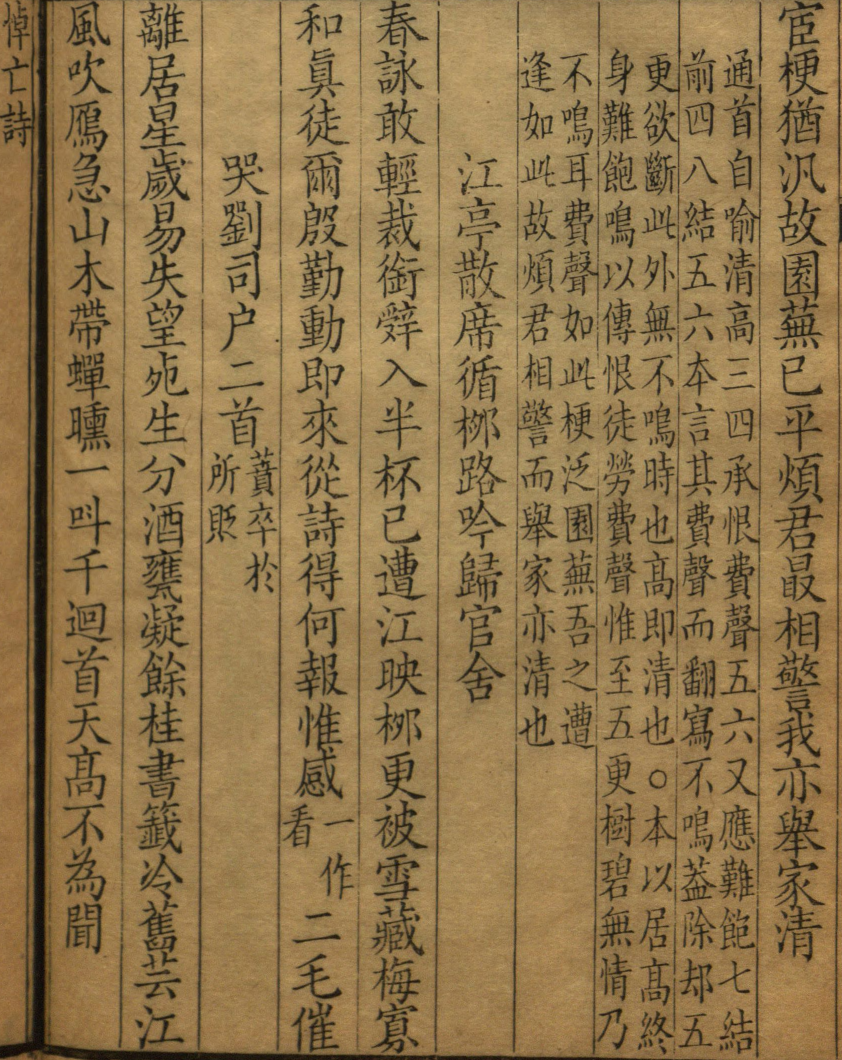 宦梗猶汎故園蕪已平煩君最相警我亦舉家清
通首自喻清高三四承恨費聲五六又應難飽七結
前四八結五六本言其費聲而翻寫不鳴葢除却五
更欲斷此外無不鳴時也高即清也○本以居高終
身難飽鳴以傳恨徒勞費聲惟至五更樹碧無情乃
不鳴耳費聲如此梗泛園蕪吾之遭
逢如此故煩君相警而舉家亦清也
江亭散席循桺路吟歸官舍
春詠敢輕裁銜辤入半杯已遭江映桺更被雪藏梅寡
和眞徒爾殷勤動即來從詩得何報惟感一作看二毛催
哭劉司户二首蕡卒於所貶
離居星歲易失望死生分酒甕凝餘桂書籤冷舊芸江
風吹鴈急山木帶蟬曛一叫千迴首天髙不為聞
悼亡詩